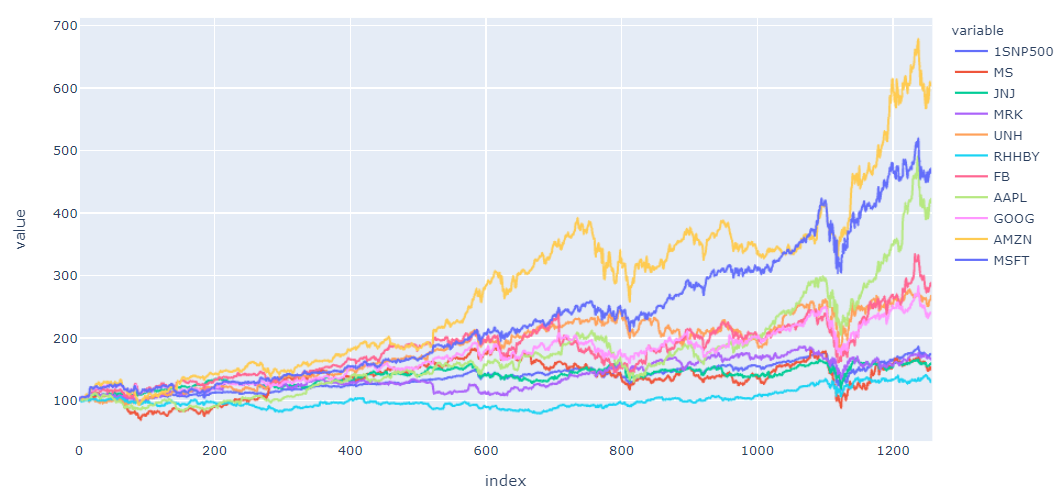 700
600
500
400
300
200
100
value
0
200
400
600
800
1000
1200
index
variable
1SNP500
MS
JNJ
MRK
UNH
RHHBY
FB
AAPL
GOOG
AMZN
MSFT